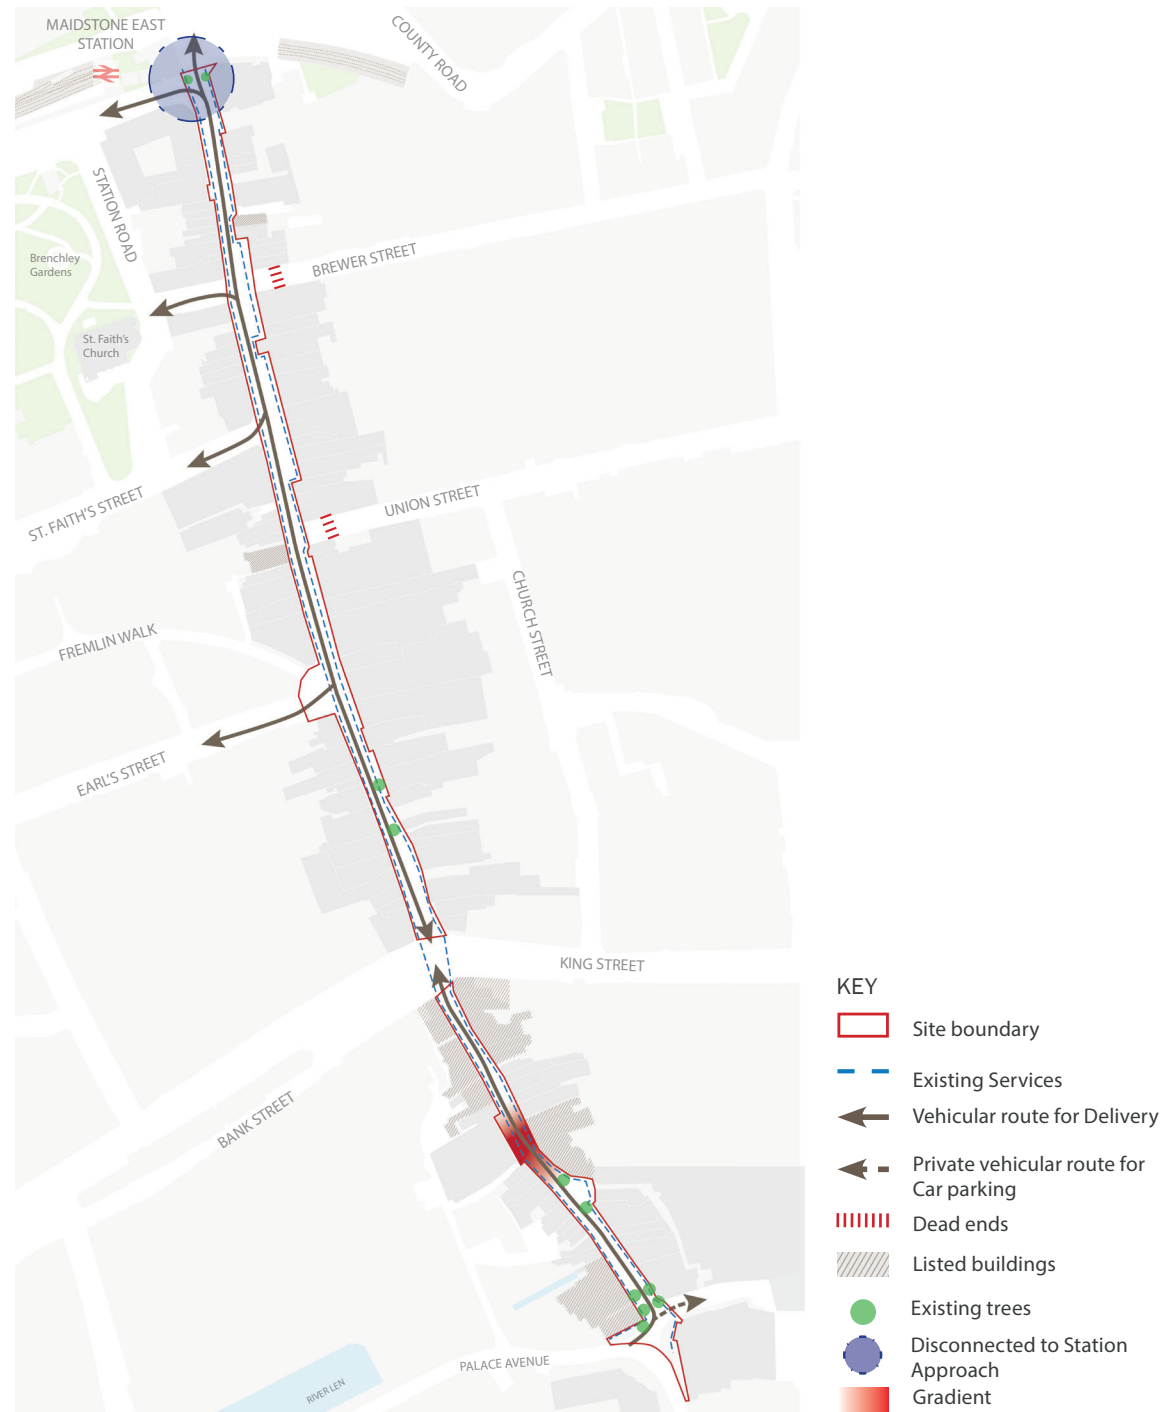 MAIDSTONE EAST
STATION
COUNTY ROAD
STATION ROAD
Brenchley
Gardens
BREWER STREET
St. Faith's
Church
ST. FAITH'S STREET
UNION STREET
CHURCH STREET
FREMLIN WALK
EARL'S STREET
KING STREET
BANK STREET
PALACE AVENUE
RIVER LEN
KEY
Site boundary
Existing Services
Vehicular route for Delivery
Private vehicular route for
Car parking
Dead ends
Listed buildings
Existing trees
Disconnected to Station
Approach
Gradient